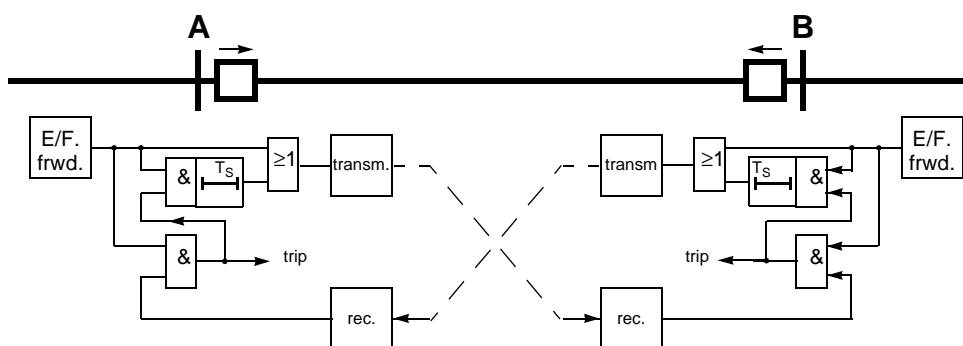 A
B
E/F.
frwd.
&
T_S
≥1
transm.
&
trip
rec.
transm
≥1
T_S
&
E/F.
frwd.
trip
&
rec.